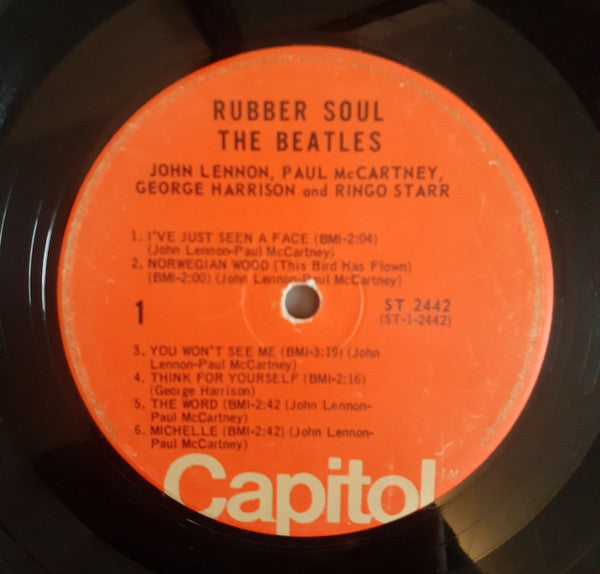 RUBBER SOUL
THE BEATLES
JOHN LENNON, PAUL McCARTNEY,
GEORGE HARRISON and RINGO STARR
1. I'VE JUST SEEN A FACE (BMI-2:04)
(John Lennon-Paul McCartney)
2. NORWEGIAN WOOD (This Bird Has Flown)
(BMI-2:00) (John Lennon-Paul McCartney)
1
ST 2442
(ST-1-2442)
3. YOU WON'T SEE ME (BMI-3:19) (John
Lennon-Paul McCartney)
4. THINK FOR YOURSELF (BMI-2:16)
(George Harrison)
5. THE WORD (BMI-2:42 (John Lennon-
Paul McCartney)
6. MICHELLE (BMI-2:42) (John Lennon-
Paul McCartney)
Capitol TM